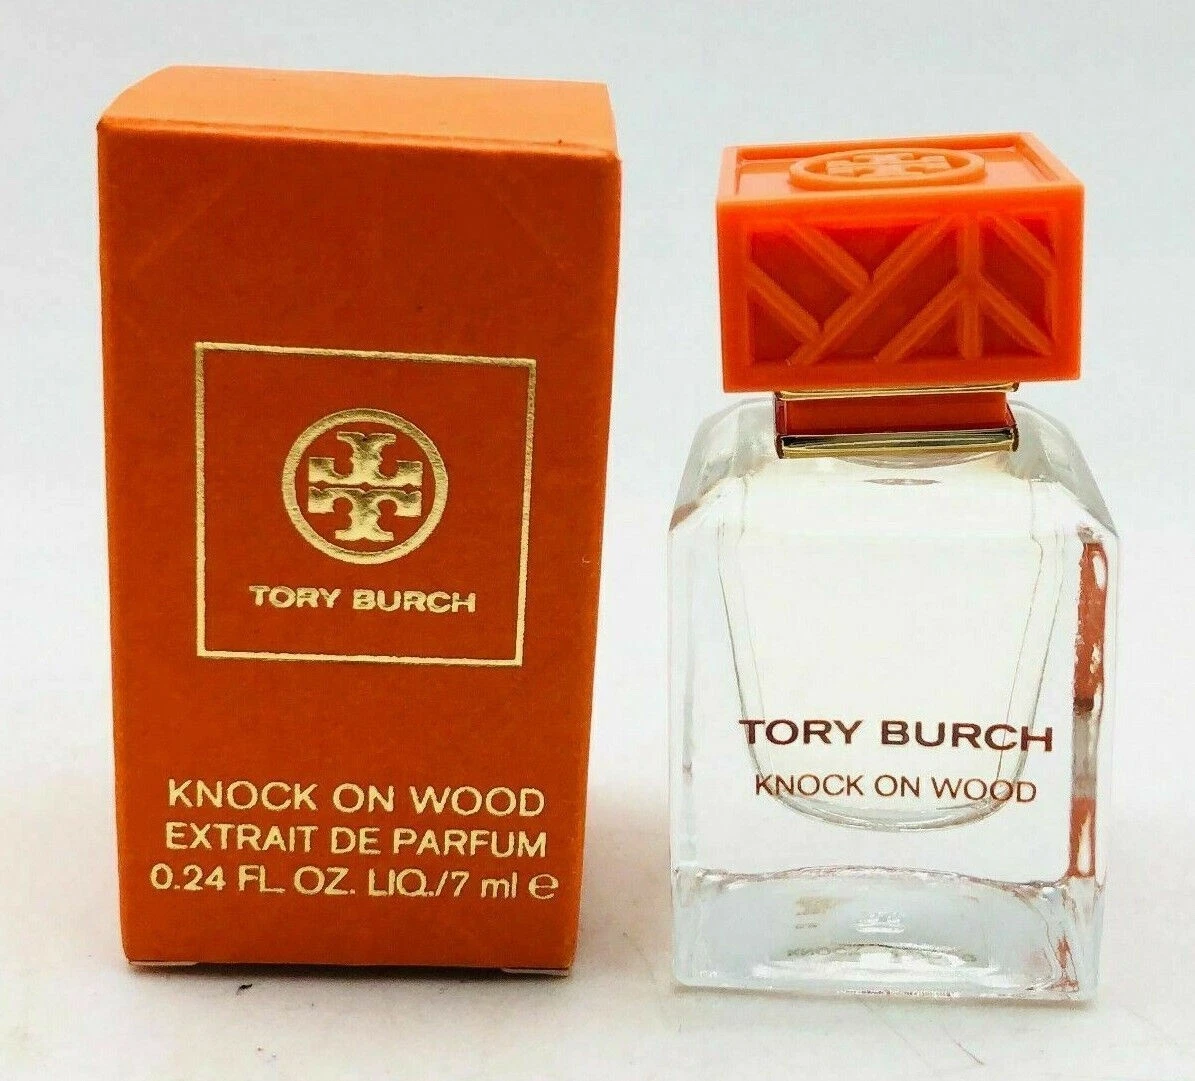 TORY BURCH
KNOCK ON WOOD
EXTRAIT DE PARFUM
0.24 FL. OZ. LIQ./7 ml e
TORY BURCH
KNOCK ON WOOD